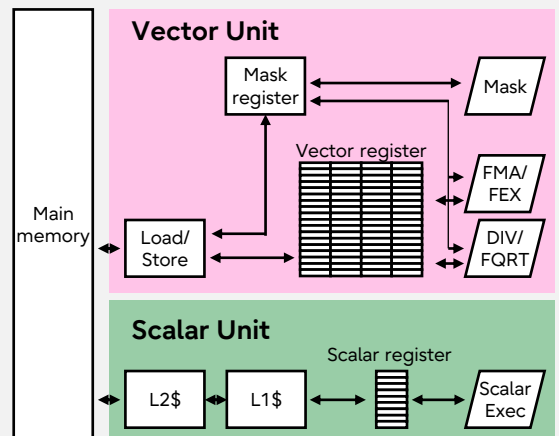 Vector Unit
Mask
register
Mask
Vector register
FMA/
FEX
Main
memory
Load/
Store
DIV/
FQRT
Scalar Unit
Scalar register
L2$
L1$
Scalar
Exec